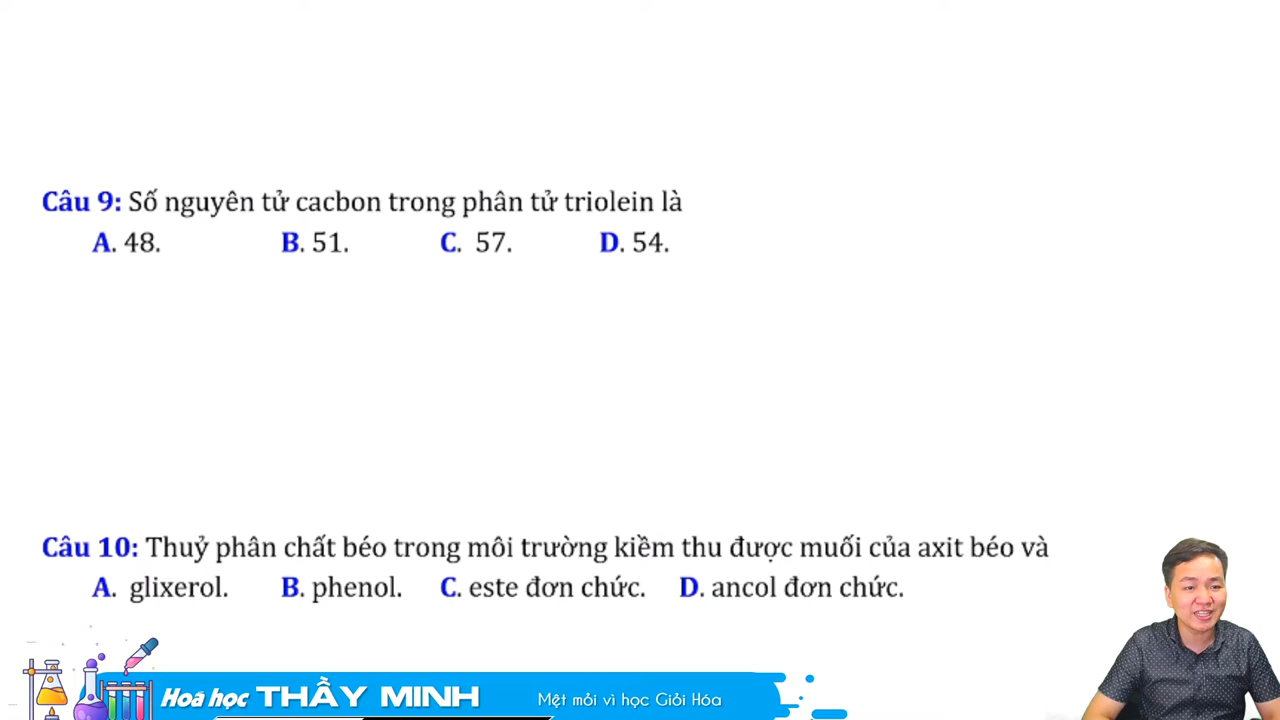 Câu 9: Số nguyên tử cacbon trong phân tử triolein là
A. 48. B. 51. C. 57. D. 54.
Câu 10: Thuỷ phân chất béo trong môi trường kiềm thu được muối của axit béo và
A. glixerol. B. phenol. C. este đơn chức. D. ancol đơn chức.
Hoá học THẦY MINH Mệt mỏi vì học Giỏi Hóa